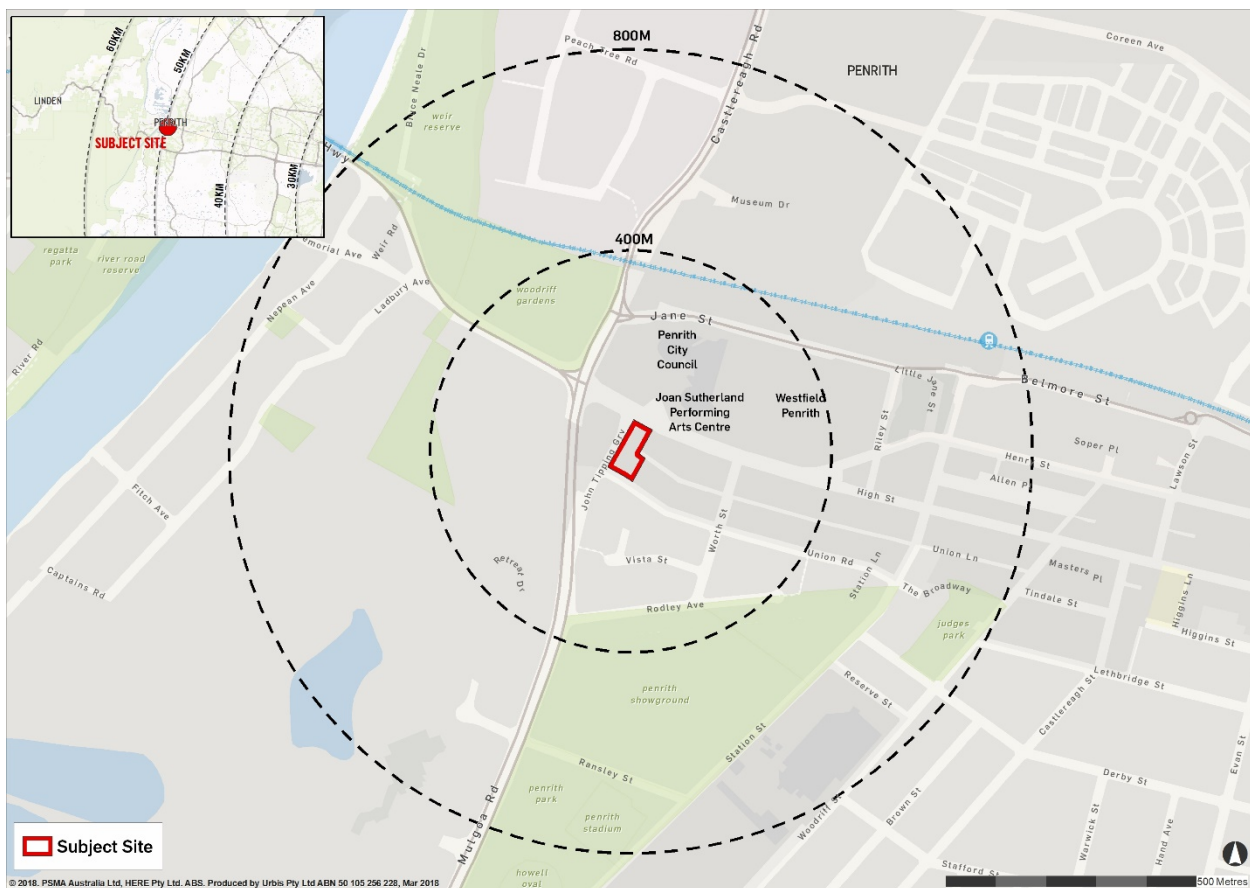 60KM
50KM
40KM
30KM
LINDEN
PENRITH
SUBJECT SITE
800M
Peach Tree Rd
Castlereagh Rd
Coreen Ave
PENRITH
Bruce Neale Dr
weir
reserve
Hwy
Museum Dr
400M
regatta
park
river road
reserve
Memorial Ave
Weir Rd
Ladbury Ave
Nepean Ave
River Rd
woodriff
gardens
Jane St
Penrith
City
Council
Little Jane St
Belmore St
Joan Sutherland
Performing
Arts Centre
Westfield
Penrith
Riley St
Soper Pl
Lawson St
Henry St
Allen Pl
High St
John Tipping Grv
Fitch Ave
Captains Rd
Retreat Dr
Vista St
Worth St
Union Rd
Station Ln
Union Ln
Masters Pl
The Broadway
Tindale St
Higgins Ln
Higgins St
Rodley Ave
judges
park
Lethbridge St
Castlereagh St
penrith
showground
Reserve St
Station St
Evan St
Derby St
Ransley St
penrith
park
penrith
stadium
Mulgoa Rd
Woodriff St
Brown St
Warwick St
Hand Ave
Stafford St
howell
oval
Subject Site
© 2018. PSMA Australia Ltd, HERE Pty Ltd. ABS. Produced by Urbis Pty Ltd ABN 50 105 256 228, Mar 2018
500 Metres